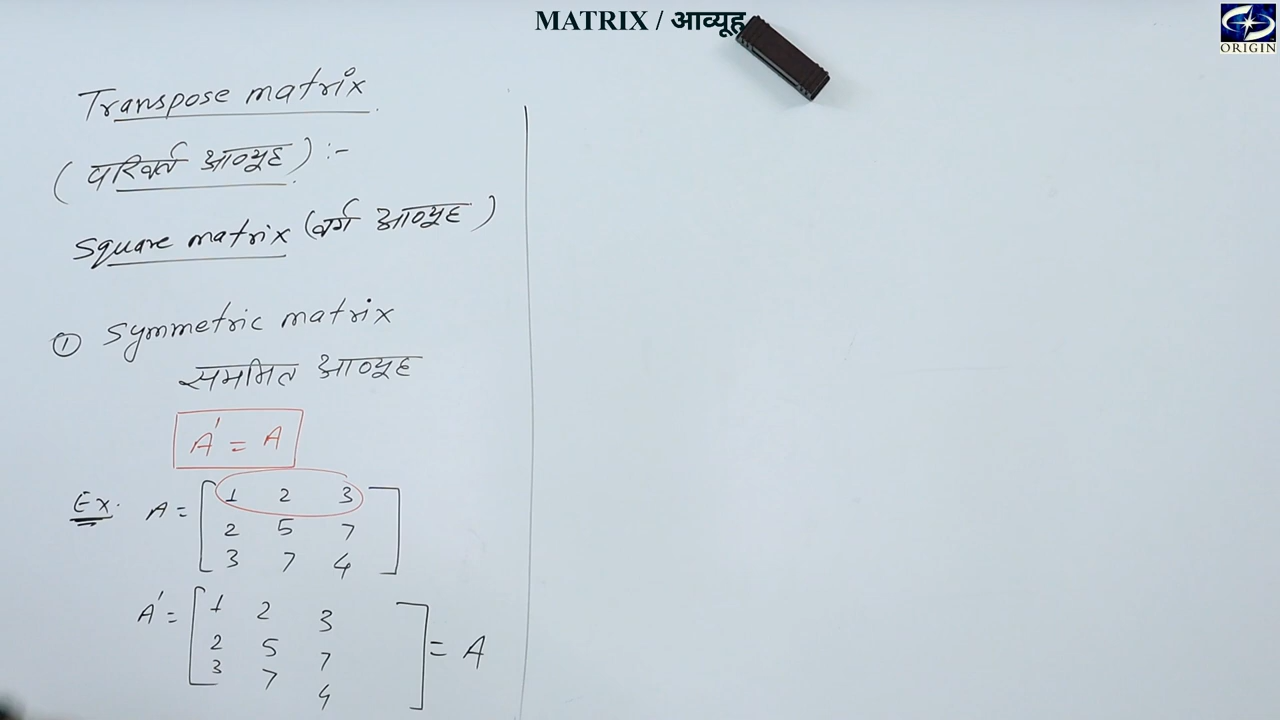 MATRIX / आव्यूह
ORIGIN
Transpose matrix
(परिवर्त आव्यूह) :-
Square matrix (वर्ग आव्यूह)
① Symmetric matrix
सममित आव्यूह
A' = A
Ex. A = [ 1 2 3
2 5 7
3 7 4 ]
A' = [ 1 2 3
2 5 7
3 7 4 ] = A